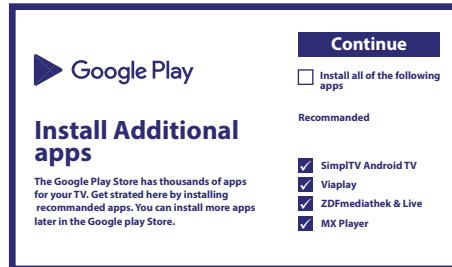 Google Play
Install Additional
apps
The Google Play Store has thousands of apps
for your TV. Get strated here by installing
recommanded apps. You can install more apps
later in the Google play Store.
Continue
Install all of the following
apps
Recommanded
SimplTV Android TV
Viaplay
ZDFmediathek & Live
MX Player